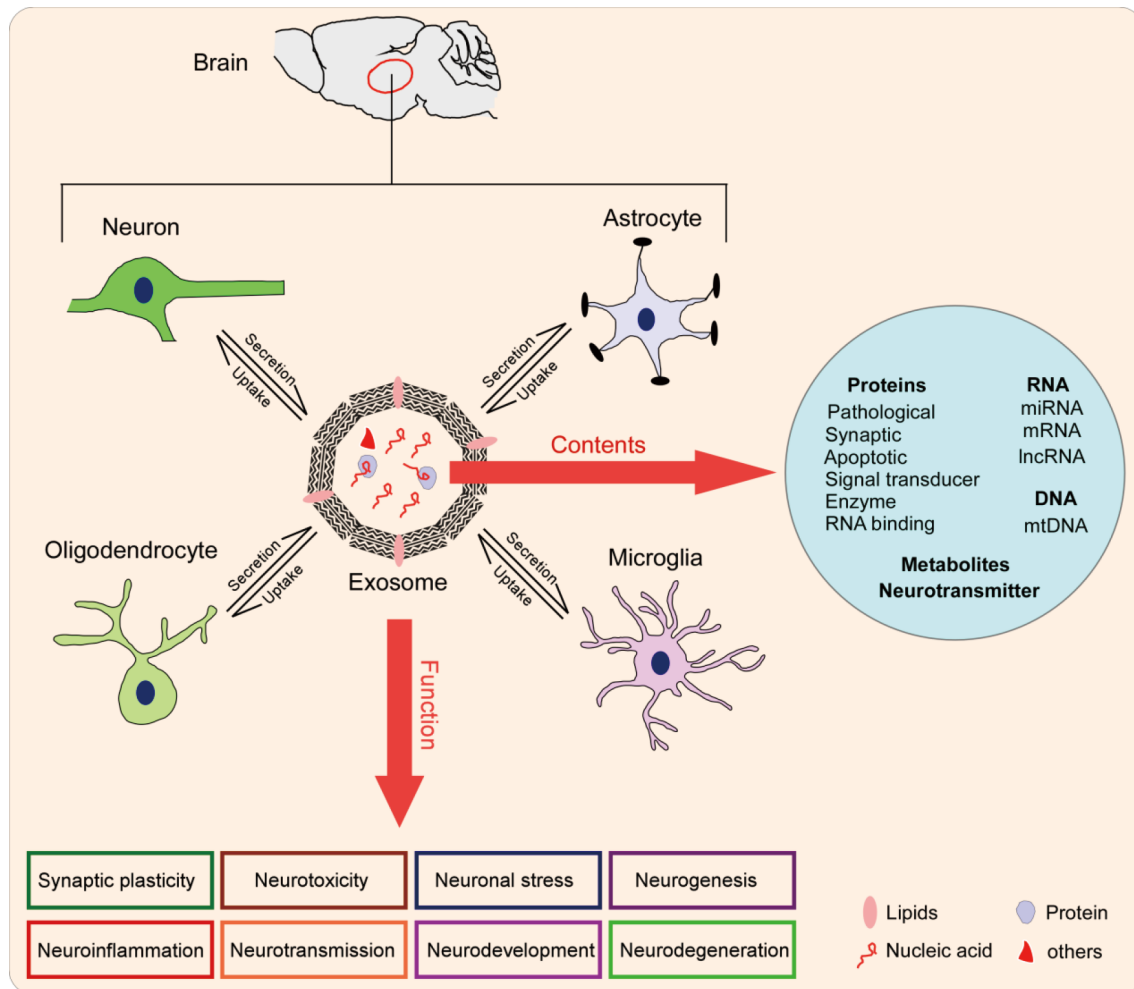 Brain
Neuron
Astrocyte
Secretion
Uptake
Secretion
Uptake
Contents
Proteins
Pathological
Synaptic
Apoptotic
Signal transducer
Enzyme
RNA binding
RNA
miRNA
mRNA
lncRNA
DNA
mtDNA
Metabolites
Neurotransmitter
Oligodendrocyte
Secretion
Uptake
Exosome
Secretion
Uptake
Microglia
Function
Synaptic plasticity
Neurotoxicity
Neuronal stress
Neurogenesis
Neuroinflammation
Neurotransmission
Neurodevelopment
Neurodegeneration
Lipids
Protein
Nucleic acid
others